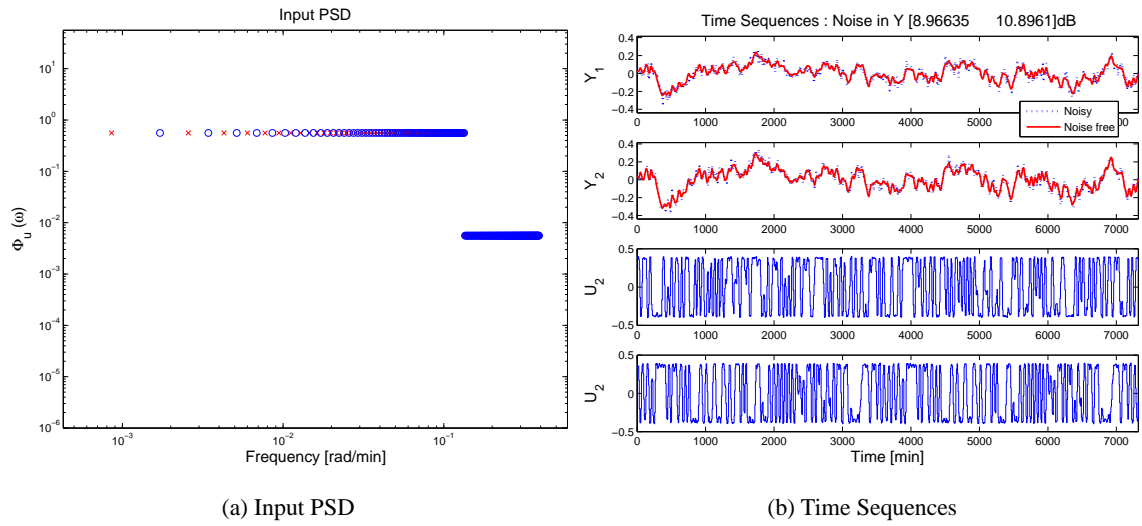 Input PSD
10^1
10^0
10^-1
10^-2
10^-3
10^-4
10^-5
10^-6
Φ_u (ω)
10^-3
10^-2
10^-1
Frequency [rad/min]
(a) Input PSD
Time Sequences : Noise in Y [8.96635 10.8961]dB
0.4
0.2
0
−0.2
−0.4
Y_1
0 1000 2000 3000 4000 5000 6000 7000
Noisy
Noise free
0.4
0.2
0
−0.2
−0.4
Y_2
0 1000 2000 3000 4000 5000 6000 7000
0.5
0
−0.5
U_2
0 1000 2000 3000 4000 5000 6000 7000
0.5
0
−0.5
U_2
0 1000 2000 3000 4000 5000 6000 7000
Time [min]
(b) Time Sequences